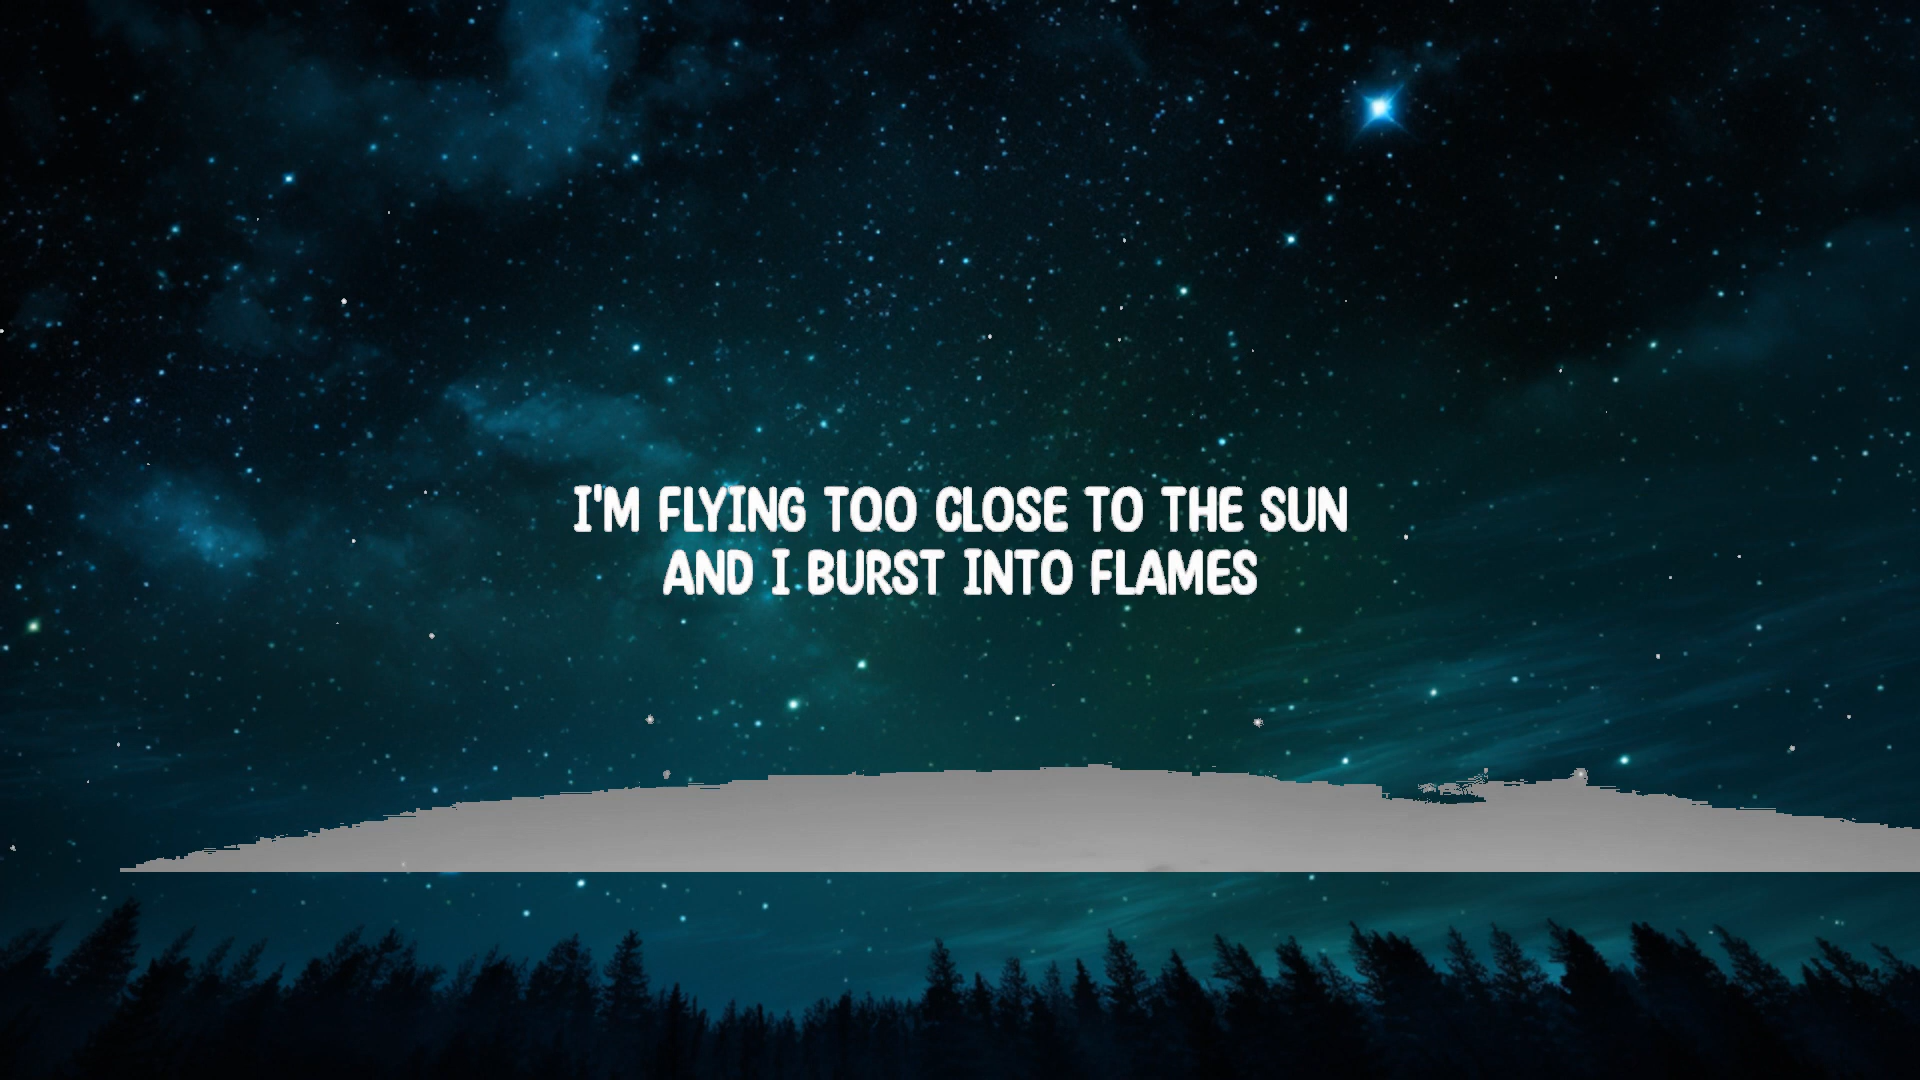 I'M FLYING TOO CLOSE TO THE SUN
AND I BURST INTO FLAMES